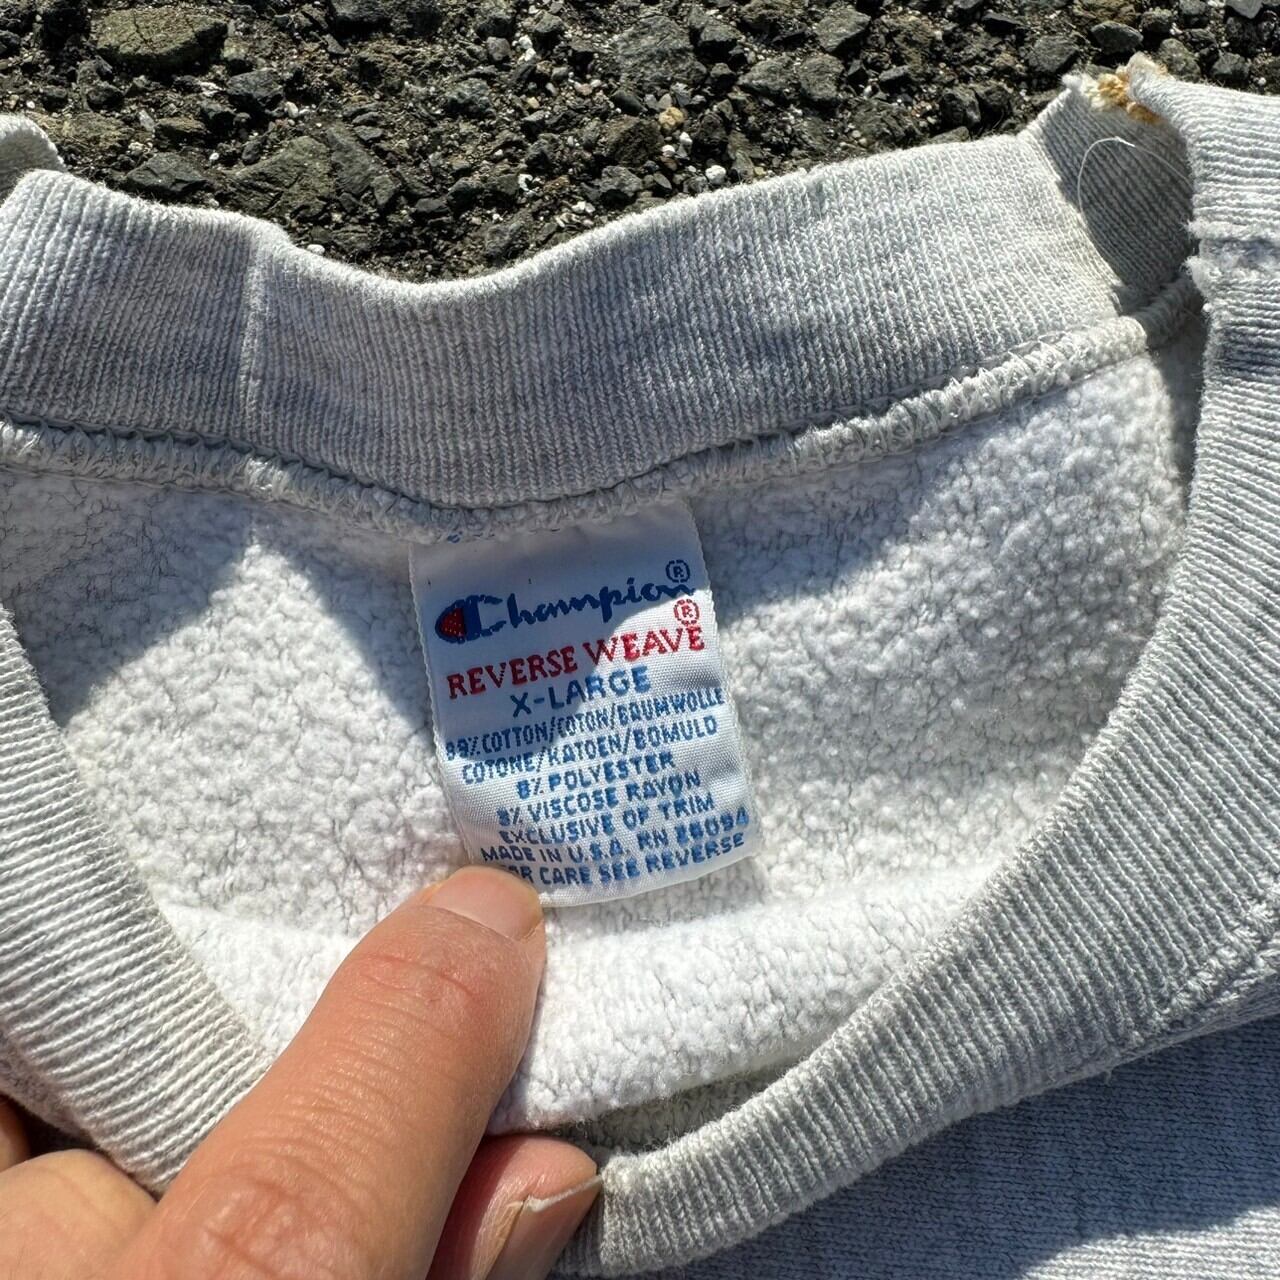 Champion®
REVERSE WEAVE®
X-LARGE
89% COTTON/COTON/BAUMWOLLE
COTONE/KATOEN/BOMULD
8% POLYESTER
3% VISCOSE RAYON
EXCLUSIVE OF TRIM
MADE IN U.S.A. RN 26094
FOR CARE SEE REVERSE